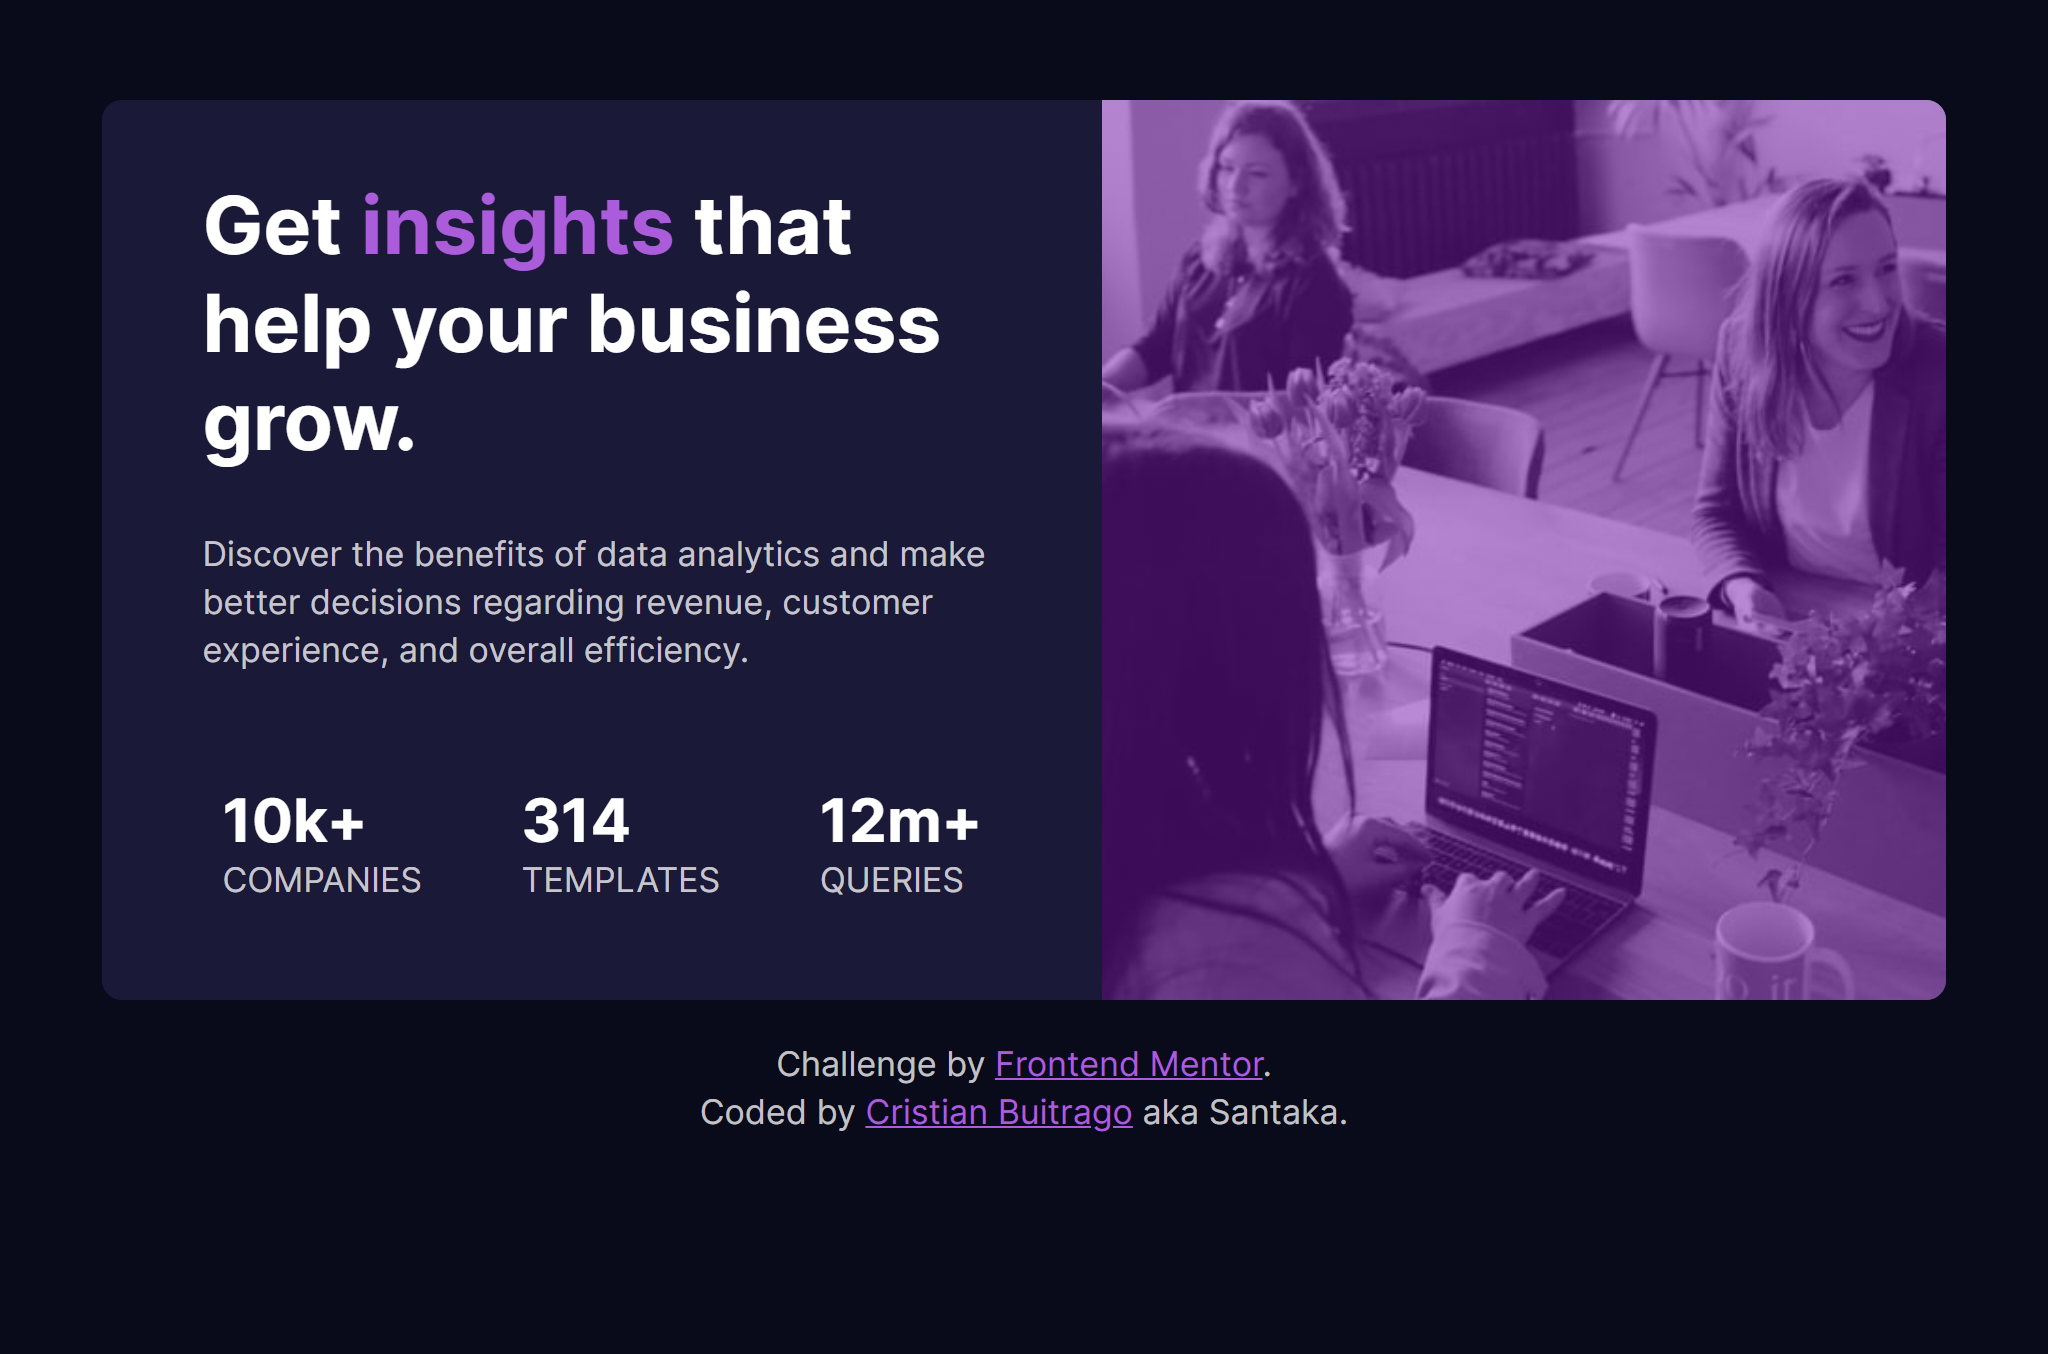 Get insights that
help your business
grow.
Discover the benefits of data analytics and make
better decisions regarding revenue, customer
experience, and overall efficiency.
10k+
COMPANIES
314
TEMPLATES
12m+
QUERIES
Challenge by Frontend Mentor.
Coded by Cristian Buitrago aka Santaka.